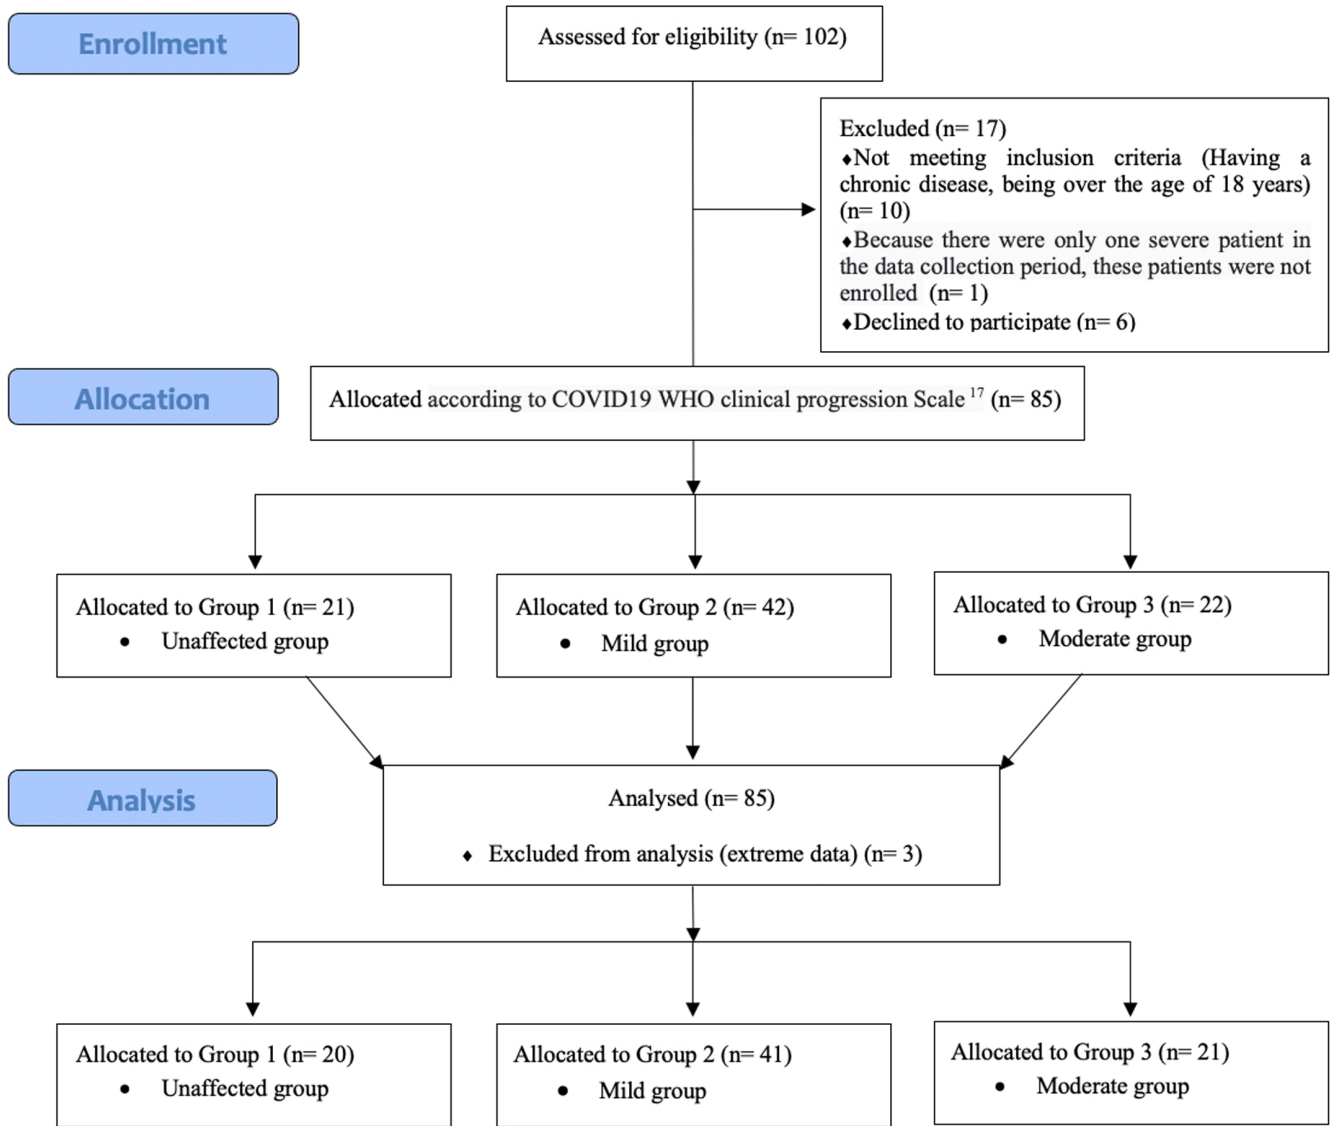 Enrollment
Assessed for eligibility (n= 102)
Excluded (n= 17)
♦Not meeting inclusion criteria (Having a
chronic disease, being over the age of 18 years)
(n= 10)
♦Because there were only one severe patient in
the data collection period, these patients were not
enrolled (n= 1)
♦Declined to participate (n= 6)
Allocation
Allocated according to COVID19 WHO clinical progression Scale 17 (n= 85)
Allocated to Group 1 (n= 21)
• Unaffected group
Allocated to Group 2 (n= 42)
• Mild group
Allocated to Group 3 (n= 22)
• Moderate group
Analysis
Analysed (n= 85)
♦ Excluded from analysis (extreme data) (n= 3)
Allocated to Group 1 (n= 20)
• Unaffected group
Allocated to Group 2 (n= 41)
• Mild group
Allocated to Group 3 (n= 21)
• Moderate group